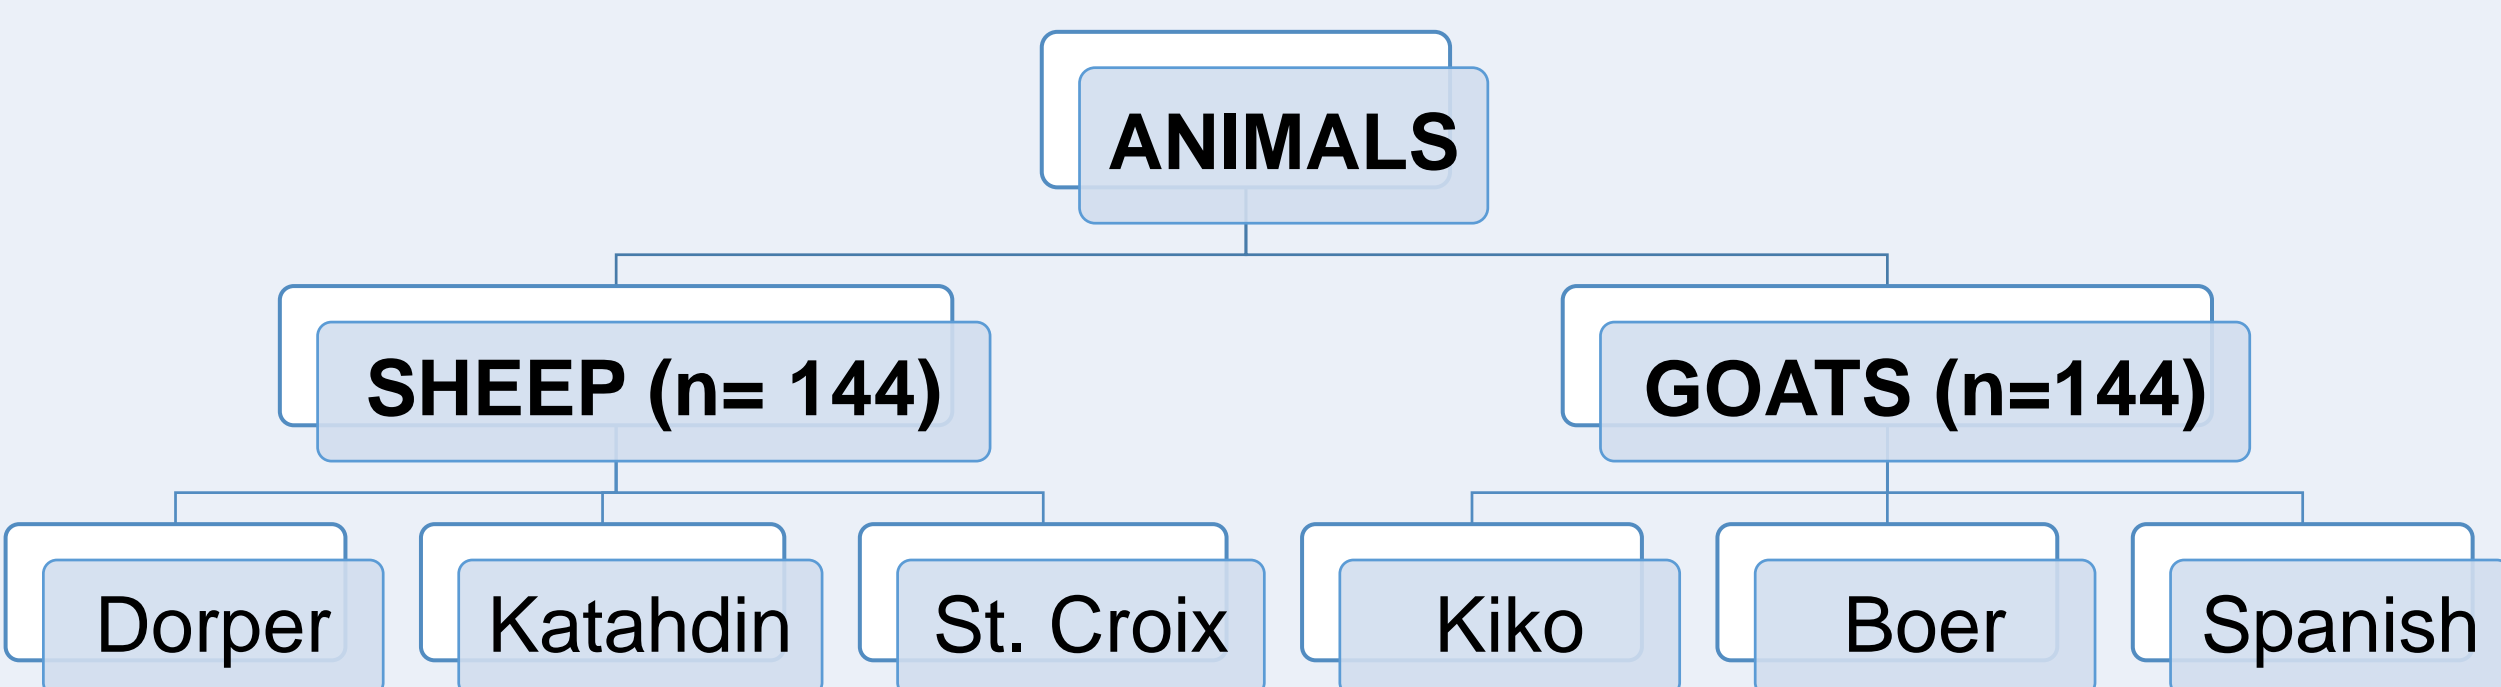 ANIMALS
SHEEP (n= 144)
GOATS (n=144)
Dorper
Katahdin
St. Croix
Kiko
Boer
Spanish